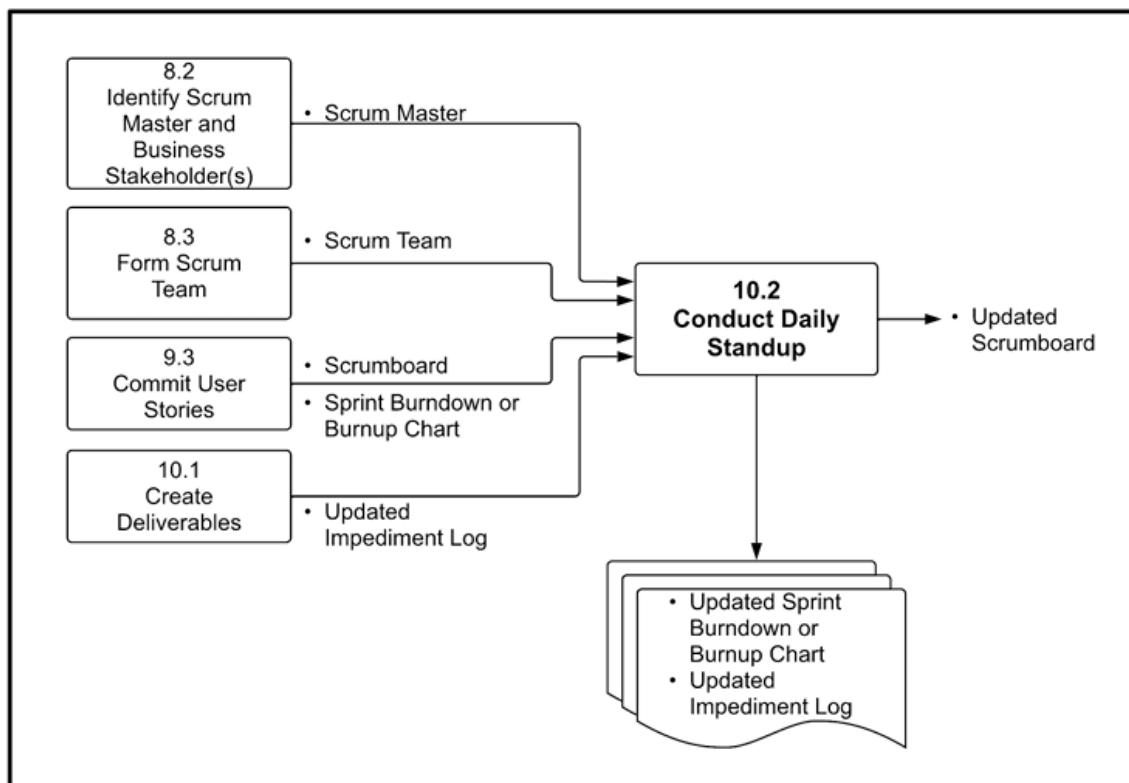 8.2
Identify Scrum
Master and
Business
Stakeholder(s)
• Scrum Master
8.3
Form Scrum
Team
• Scrum Team
9.3
Commit User
Stories
• Scrumboard
• Sprint Burndown or
Burnup Chart
10.1
Create
Deliverables
• Updated
Impediment Log
10.2
Conduct Daily
Standup
• Updated
Scrumboard
• Updated Sprint
Burndown or
Burnup Chart
• Updated
Impediment Log